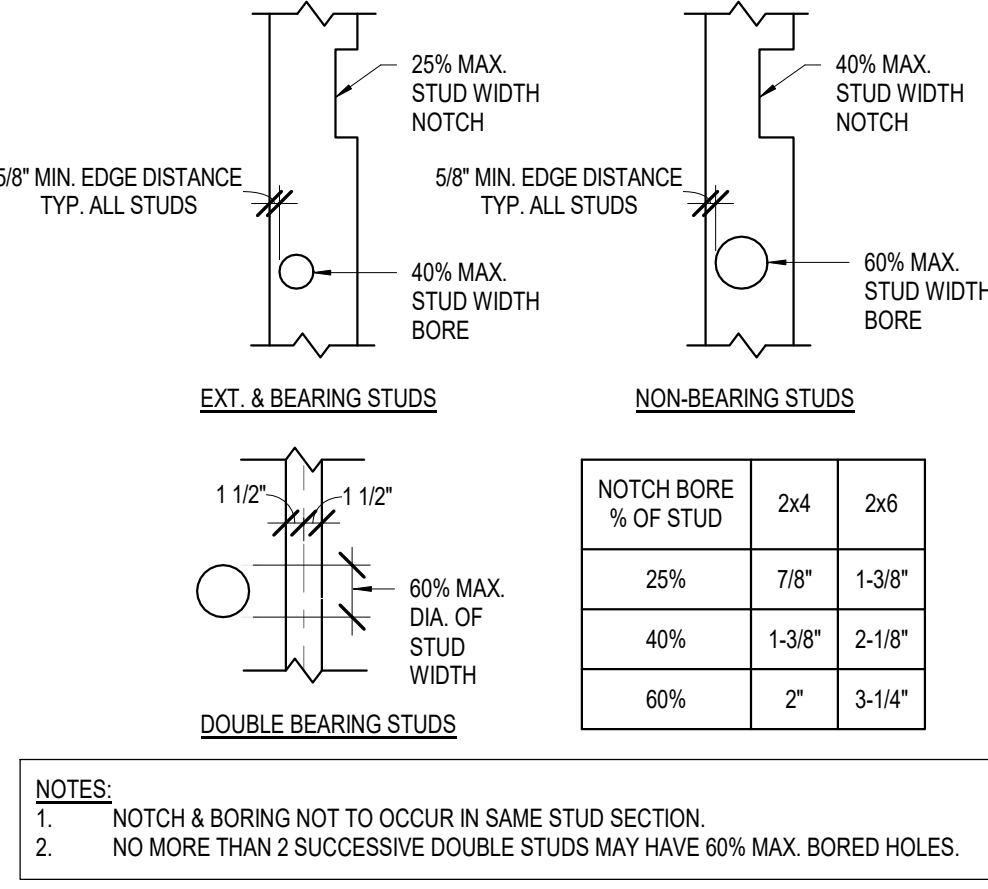 25% MAX.
STUD WIDTH
NOTCH
5/8" MIN. EDGE DISTANCE
TYP. ALL STUDS
40% MAX.
STUD WIDTH
BORE
EXT. & BEARING STUDS
40% MAX.
STUD WIDTH
NOTCH
5/8" MIN. EDGE DISTANCE
TYP. ALL STUDS
60% MAX.
STUD WIDTH
BORE
NON-BEARING STUDS
1 1/2" 1 1/2"
60% MAX.
DIA. OF
STUD
WIDTH
DOUBLE BEARING STUDS
NOTCH BORE
% OF STUD 2x4 2x6
25% 7/8" 1-3/8"
40% 1-3/8" 2-1/8"
60% 2" 3-1/4"
NOTES:
1. NOTCH & BORING NOT TO OCCUR IN SAME STUD SECTION.
2. NO MORE THAN 2 SUCCESSIVE DOUBLE STUDS MAY HAVE 60% MAX. BORED HOLES.